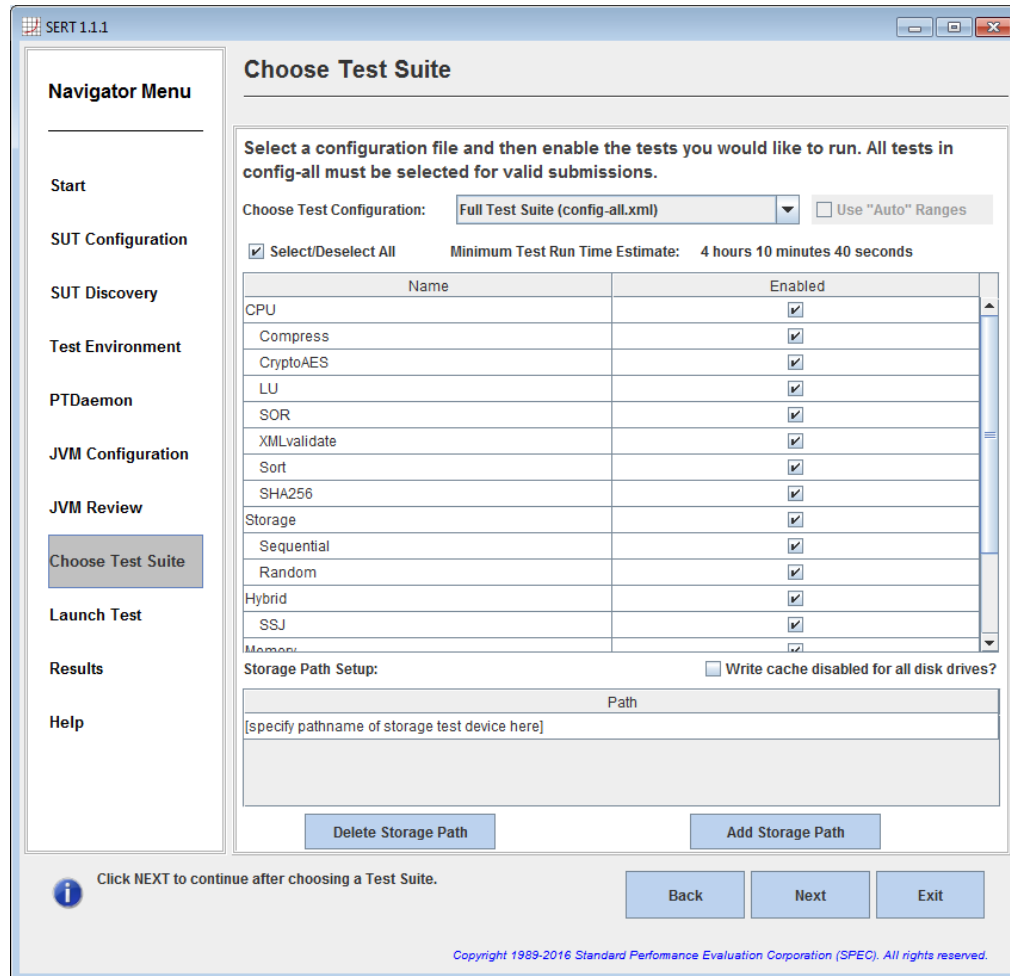 SERT 1.1.1
Navigator Menu
Start
SUT Configuration
SUT Discovery
Test Environment
PTDaemon
JVM Configuration
JVM Review
Choose Test Suite
Launch Test
Results
Help
Choose Test Suite
Select a configuration file and then enable the tests you would like to run. All tests in
config-all must be selected for valid submissions.
Choose Test Configuration: Full Test Suite (config-all.xml) Use "Auto" Ranges
Select/Deselect All Minimum Test Run Time Estimate: 4 hours 10 minutes 40 seconds
Name Enabled
CPU
Compress
CryptoAES
LU
SOR
XMLvalidate
Sort
SHA256
Storage
Sequential
Random
Hybrid
SSJ
Memory
Storage Path Setup: Write cache disabled for all disk drives?
Path
[specify pathname of storage test device here]
Delete Storage Path Add Storage Path
Click NEXT to continue after choosing a Test Suite.
Back Next Exit
Copyright 1989-2016 Standard Perfomance Evaluation Corporation (SPEC). All rights reserved.